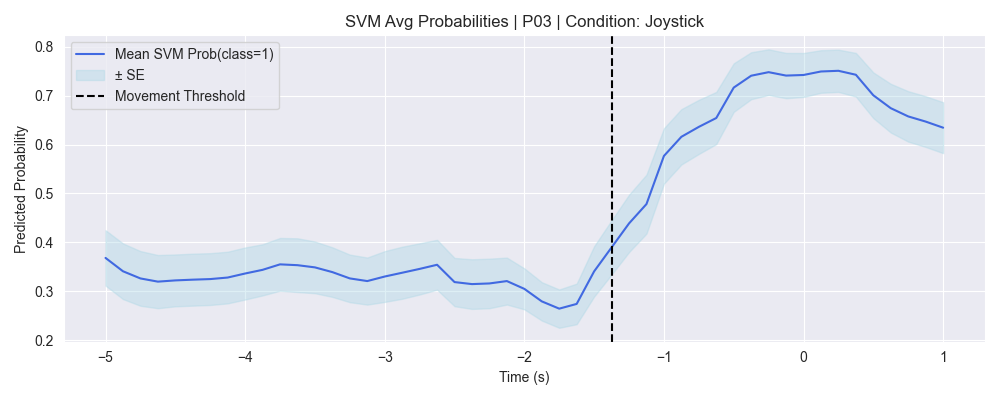 SVM Avg Probabilities | P03 | Condition: Joystick
Mean SVM Prob(class=1)
± SE
Movement Threshold
Predicted Probability
0.8
0.7
0.6
0.5
0.4
0.3
0.2
−5
−4
−3
−2
−1
0
1
Time (s)